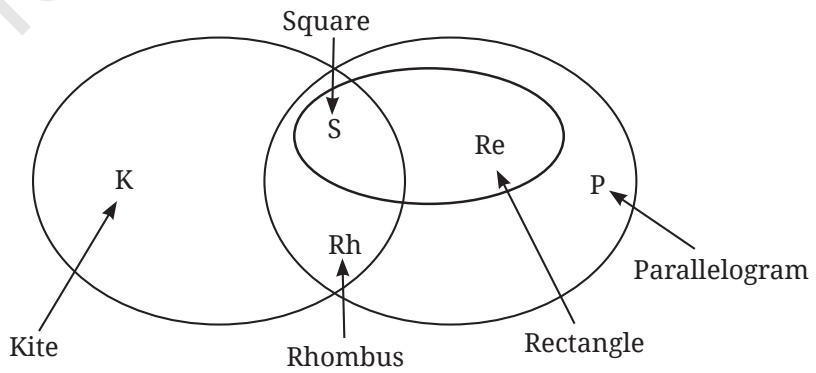 Square
S
Re
K
P
Rh
Parallelogram
Kite
Rhombus
Rectangle